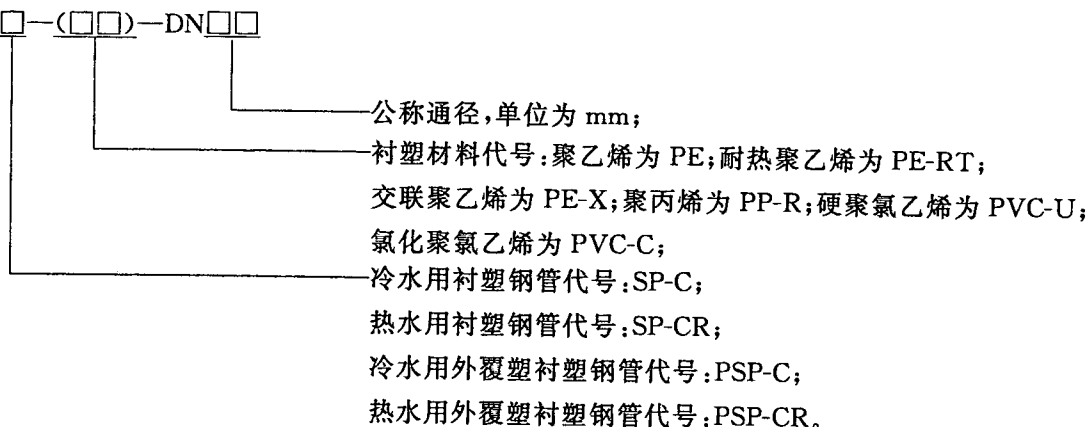 □—(□□)—DN□□
公称通径,单位为 mm;
衬塑材料代号:聚乙烯为 PE;耐热聚乙烯为 PE-RT;
交联聚乙烯为 PE-X;聚丙烯为 PP-R;硬聚氯乙烯为 PVC-U;
氯化聚氯乙烯为 PVC-C;
冷水用衬塑钢管代号:SP-C;
热水用衬塑钢管代号:SP-CR;
冷水用外覆塑衬塑钢管代号:PSP-C;
热水用外覆塑衬塑钢管代号:PSP-CR。